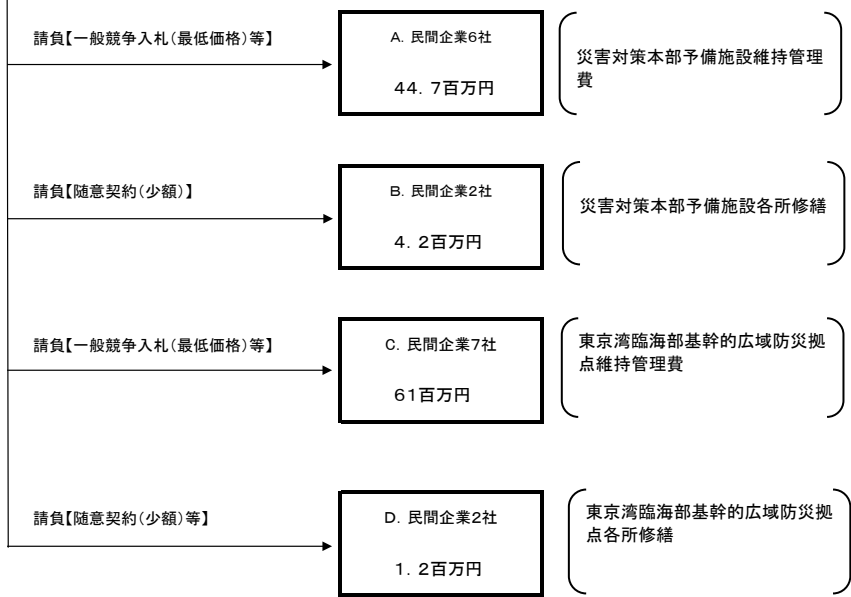 請負【一般競争入札(最低価格)等】
A. 民間企業6社
44. 7百万円
災害対策本部予備施設維持管理
費
請負【随意契約(少額)】
B. 民間企業2社
4. 2百万円
災害対策本部予備施設各所修繕
請負【一般競争入札(最低価格)等】
C. 民間企業7社
61百万円
東京湾臨海部基幹的広域防災拠
点維持管理費
請負【随意契約(少額)等】
D. 民間企業2社
1. 2百万円
東京湾臨海部基幹的広域防災拠
点各所修繕